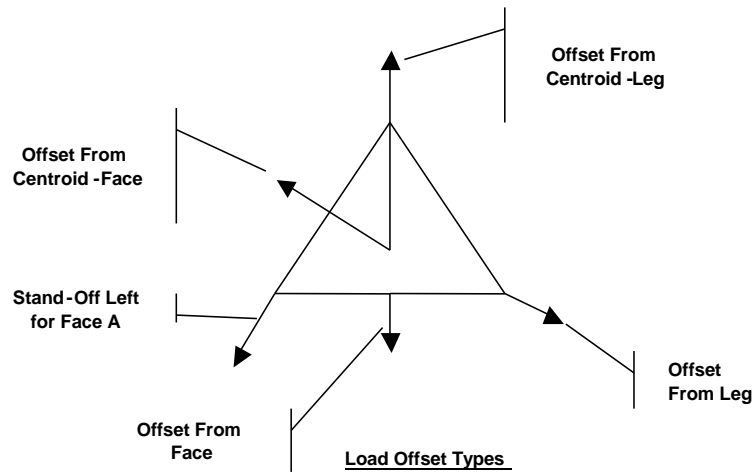 Offset From
Centroid -Leg
Offset From
Centroid -Face
Stand-Off Left
for Face A
Offset
From Leg
Offset From
Face
Load Offset Types